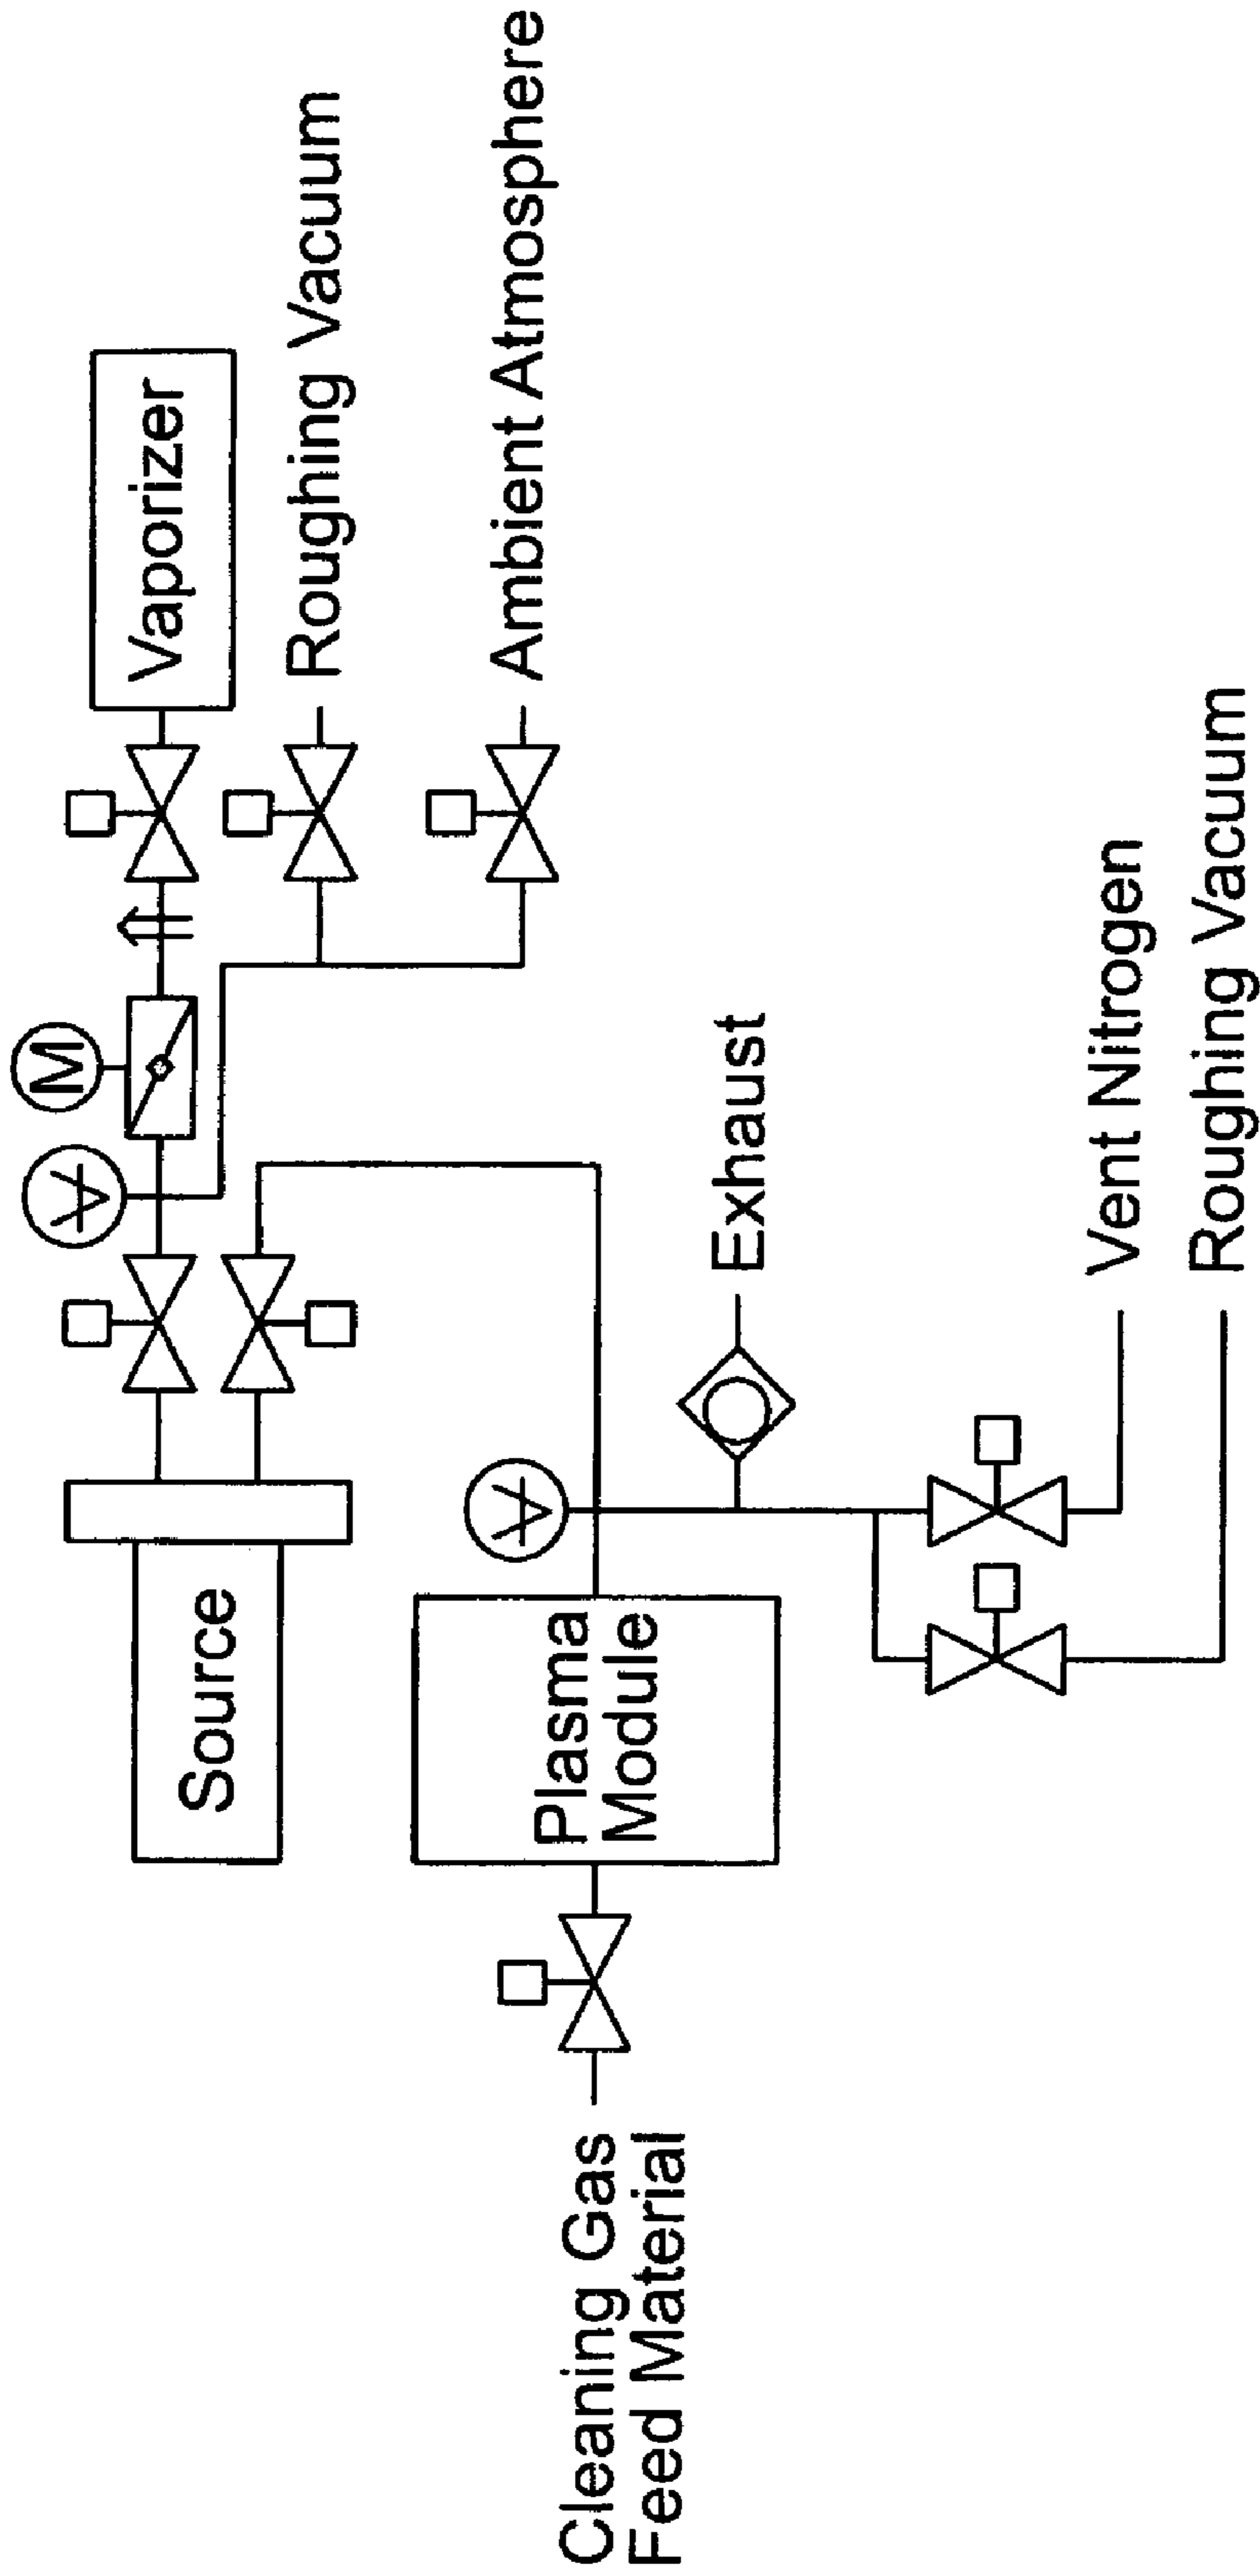 M
Vaporizer
Roughing Vacuum
Ambient Atmosphere
Source
Plasma
Module
Exhaust
Cleaning Gas
Feed Material
Vent Nitrogen
Roughing Vacuum